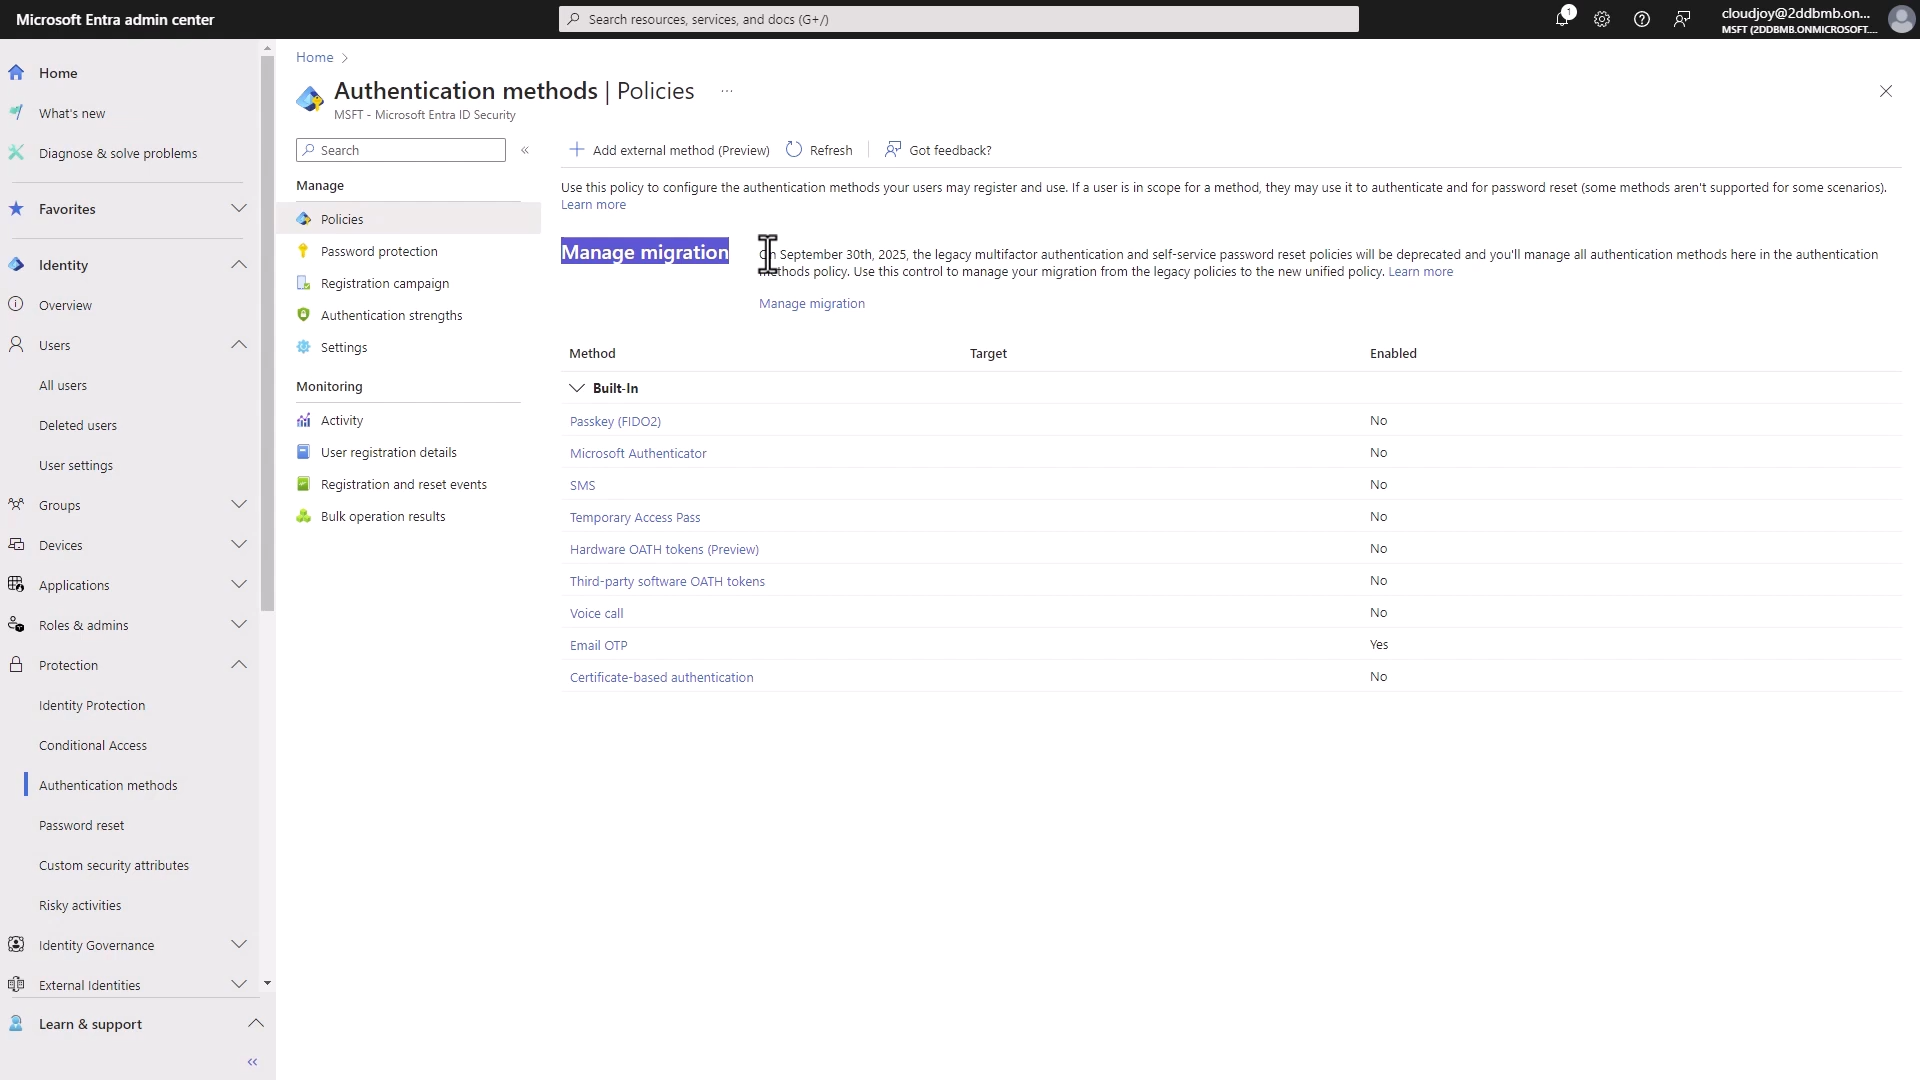 Microsoft Entra admin center
Search resources, services, and docs (G+/)
1
cloudjoy@2ddbmb.on...
MSFT (2DDBMB.ONMICROSOFT....
Home
What's new
Diagnose & solve problems
Favorites
Identity
Overview
Users
All users
Deleted users
User settings
Groups
Devices
Applications
Roles & admins
Protection
Identity Protection
Conditional Access
Authentication methods
Password reset
Custom security attributes
Risky activities
Identity Governance
External Identities
Learn & support
Home
Authentication methods | Policies ...
MSFT - Microsoft Entra ID Security
Search
Manage
Policies
Password protection
Registration campaign
Authentication strengths
Settings
Monitoring
Activity
User registration details
Registration and reset events
Bulk operation results
Add external method (Preview)
Refresh
Got feedback?
Use this policy to configure the authentication methods your users may register and use. If a user is in scope for a method, they may use it to authenticate and for password reset (some methods aren't supported for some scenarios).
Learn more
Manage migration
On September 30th, 2025, the legacy multifactor authentication and self-service password reset policies will be deprecated and you'll manage all authentication methods here in the authentication
methods policy. Use this control to manage your migration from the legacy policies to the new unified policy. Learn more
Manage migration
Method Target Enabled
Built-In
Passkey (FIDO2) No
Microsoft Authenticator No
SMS No
Temporary Access Pass No
Hardware OATH tokens (Preview) No
Third-party software OATH tokens No
Voice call No
Email OTP Yes
Certificate-based authentication No